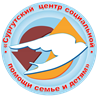 «Сургутский центр социальной
помощи семье и детям»